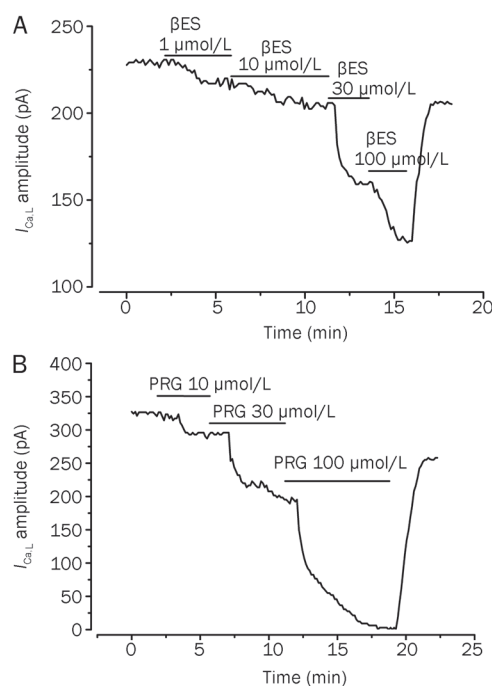 A
250
200
150
100
I Ca,L amplitude (pA)
βES
1 μmol/L
βES
10 μmol/L
βES
30 μmol/L
βES
100 μmol/L
0 5 10 15 20
Time (min)
B
400
350
300
250
200
150
100
50
0
I Ca,L amplitude (pA)
PRG 10 μmol/L
PRG 30 μmol/L
PRG 100 μmol/L
0 5 10 15 20 25
Time (min)